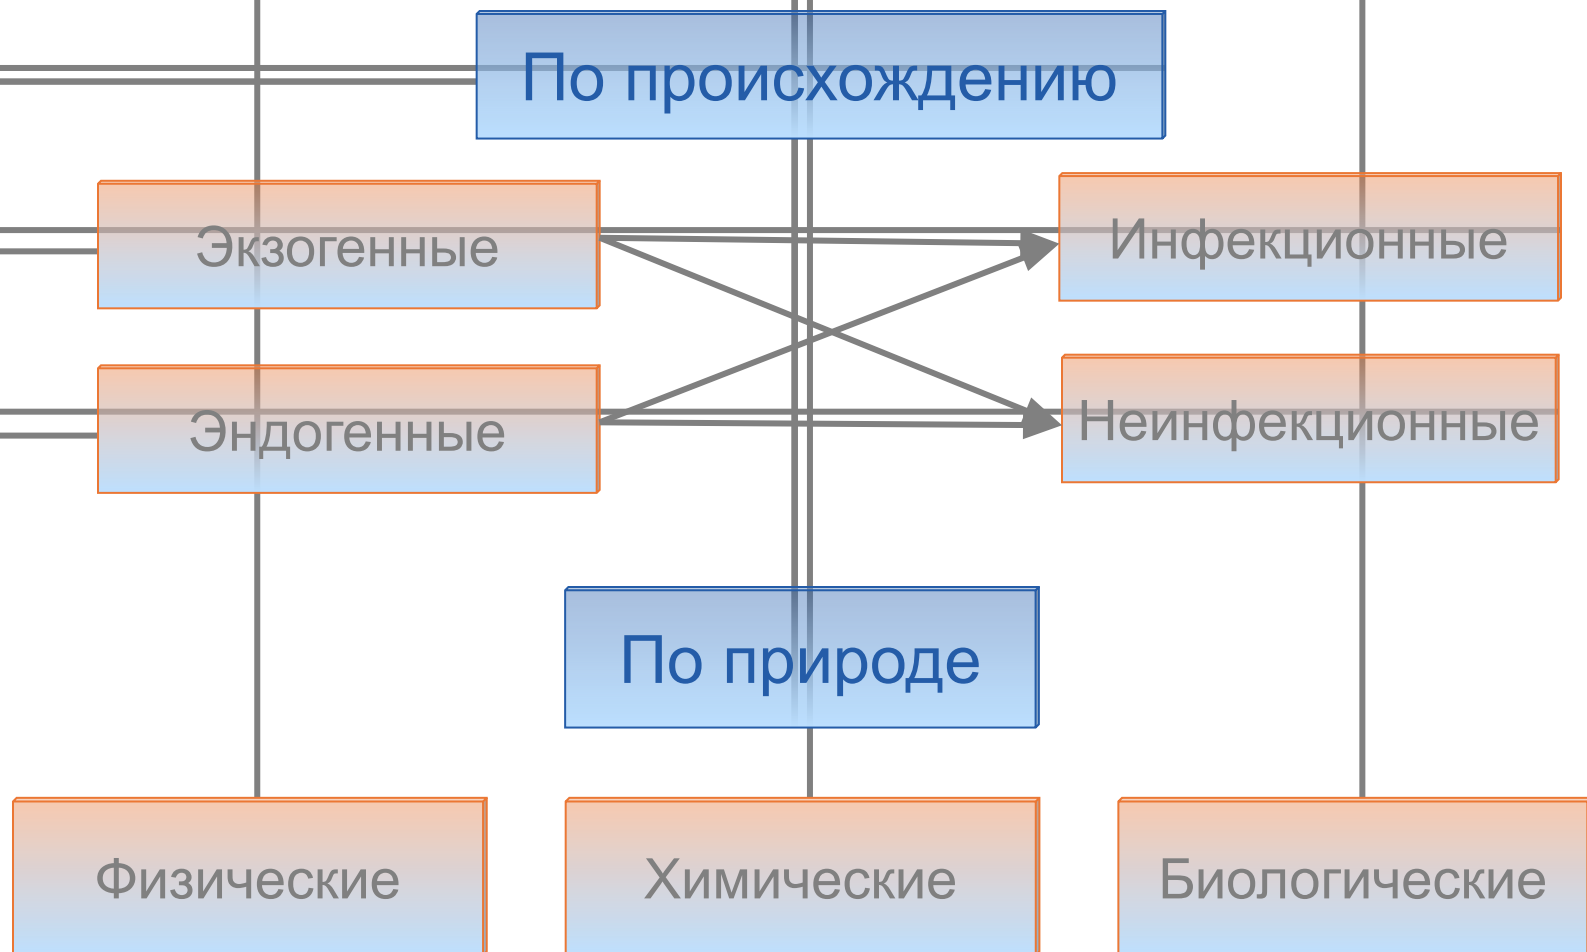 По происхождению
Экзогенные
Инфекционные
Эндогенные
Неинфекционные
По природе
Физические
Химические
Биологические